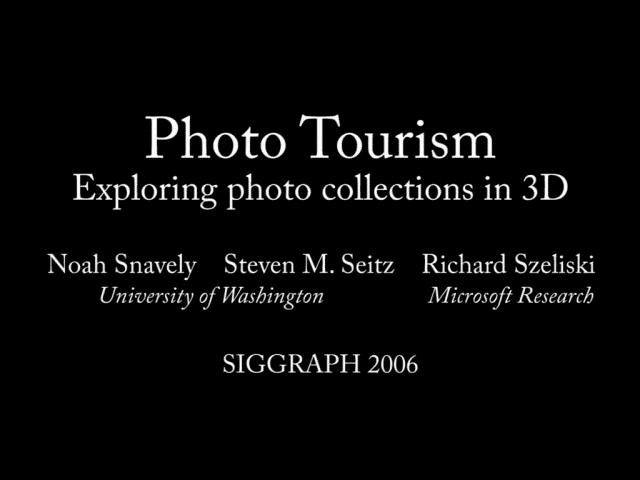 Photo Tourism
Exploring photo collections in 3D
Noah Snavely Steven M. Seitz Richard Szeliski
University of Washington Microsoft Research
SIGGRAPH 2006